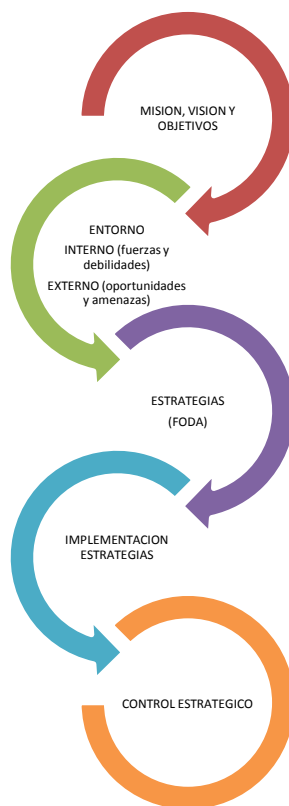 MISION, VISION Y
OBJETIVOS
ENTORNO
INTERNO (fuerzas y
debilidades)
EXTERNO (oportunidades
y amenazas)
ESTRATEGIAS
(FODA)
IMPLEMENTACION
ESTRATEGIAS
CONTROL ESTRATEGICO